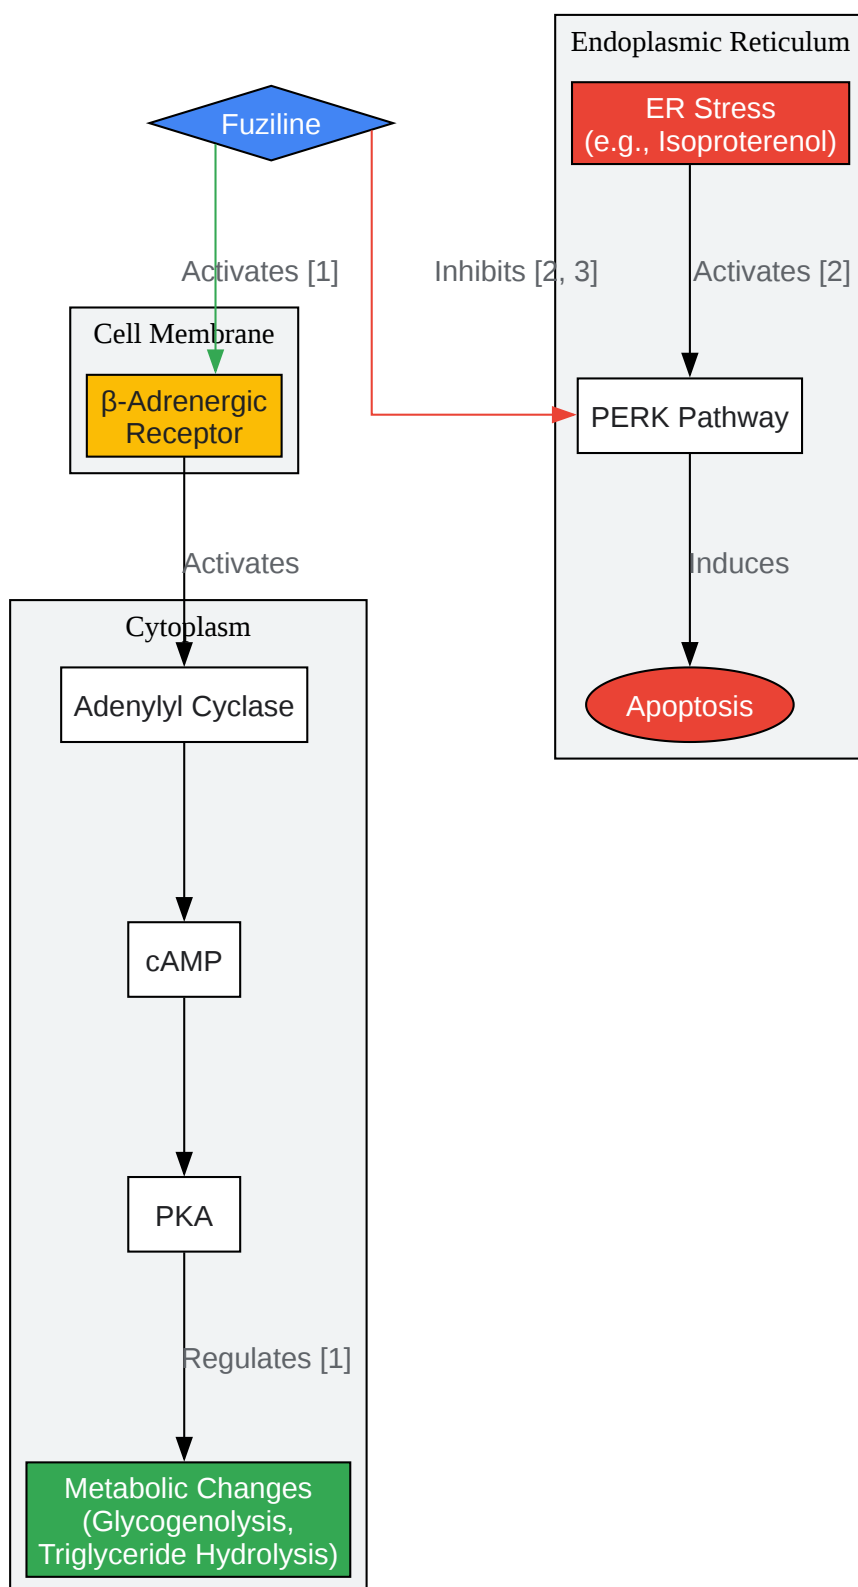 Endoplasmic Reticulum
ER Stress
(e.g., Isoproterenol)
Fuziline
Activates [1]
Inhibits [2, 3]
Activates [2]
Cell Membrane
β-Adrenergic
Receptor
PERK Pathway
Activates
Induces
Cytoplasm
Adenylyl Cyclase
Apoptosis
cAMP
PKA
Regulates [1]
Metabolic Changes
(Glycogenolysis,
Triglyceride Hydrolysis)